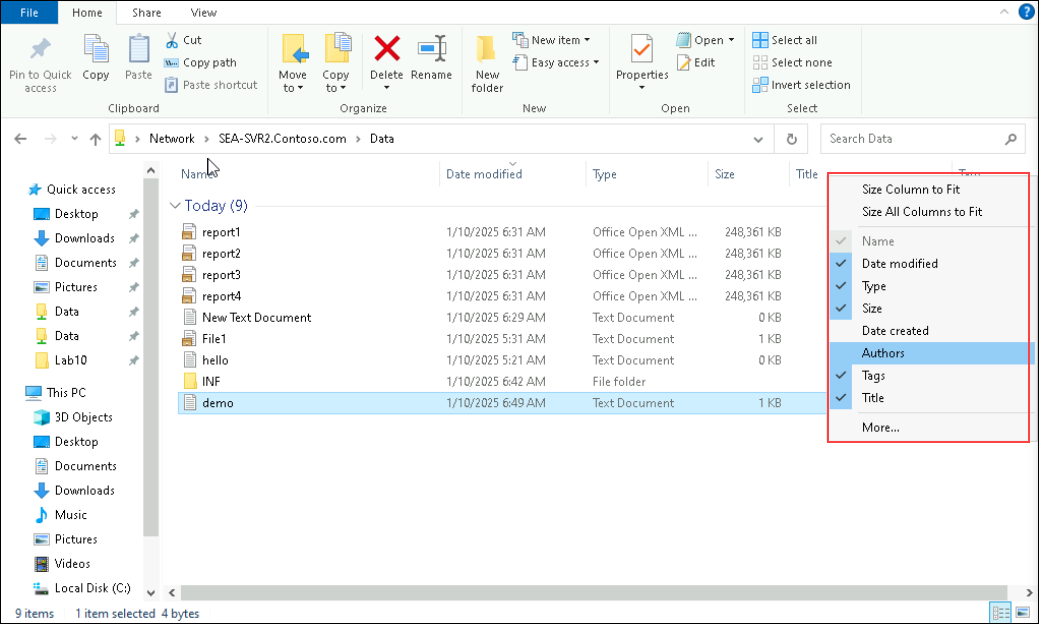 File Home Share View
Pin to Quick access
Copy
Paste
Cut
Copy path
Paste shortcut
Clipboard
Move to
Copy to
Delete
Rename
Organize
New folder
New item
Easy access
New
Properties
Open
Edit
Open
Select all
Select none
Invert selection
Select
Network > SEA-SVR2.Contoso.com > Data
Search Data
Quick access
Desktop
Downloads
Documents
Pictures
Data
Data
Lab10
This PC
3D Objects
Desktop
Documents
Downloads
Music
Pictures
Videos
Local Disk (C:)
Name Date modified Type Size Title
Today (9)
report1 1/10/2025 6:31 AM Office Open XML ... 248,361 KB
report2 1/10/2025 6:31 AM Office Open XML ... 248,361 KB
report3 1/10/2025 6:31 AM Office Open XML ... 248,361 KB
report4 1/10/2025 6:31 AM Office Open XML ... 248,361 KB
New Text Document 1/10/2025 6:29 AM Text Document 0 KB
File1 1/10/2025 5:31 AM Text Document 1 KB
hello 1/10/2025 5:21 AM Text Document 0 KB
INF 1/10/2025 6:42 AM File folder
demo 1/10/2025 6:49 AM Text Document 1 KB
Size Column to Fit
Size All Columns to Fit
Name
Date modified
Type
Size
Date created
Authors
Tags
Title
More...
9 items 1 item selected 4 bytes